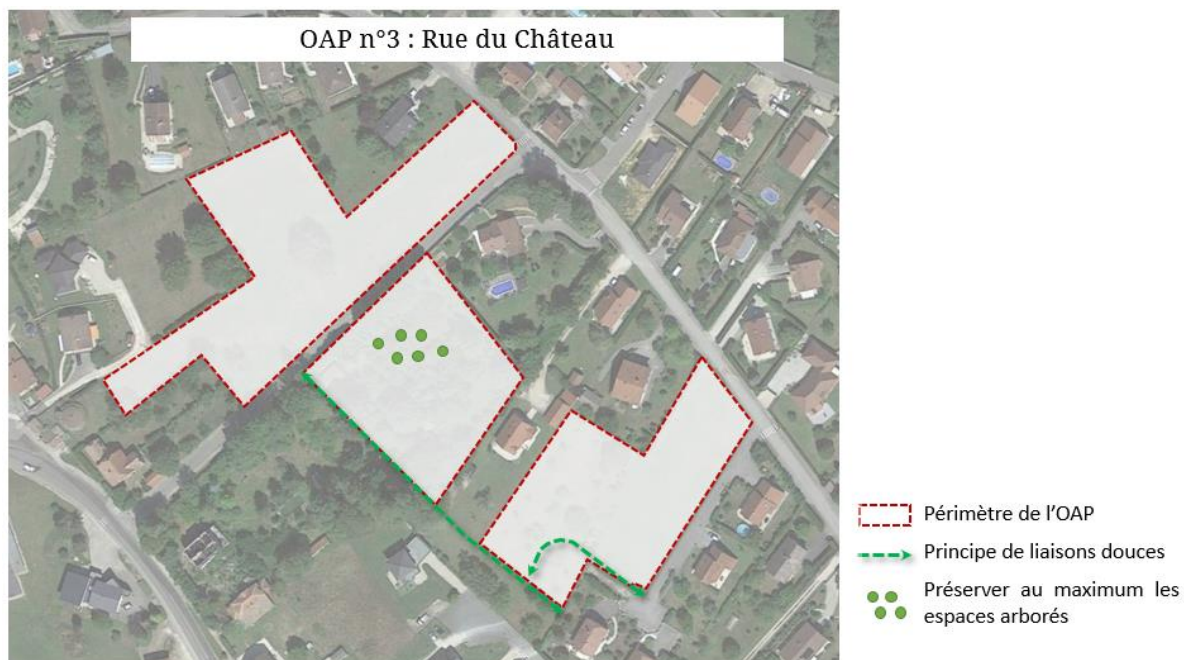 OAP n°3 : Rue du Château
Périmètre de l’OAP
Principe de liaisons douces
Préserver au maximum les
espaces arborés